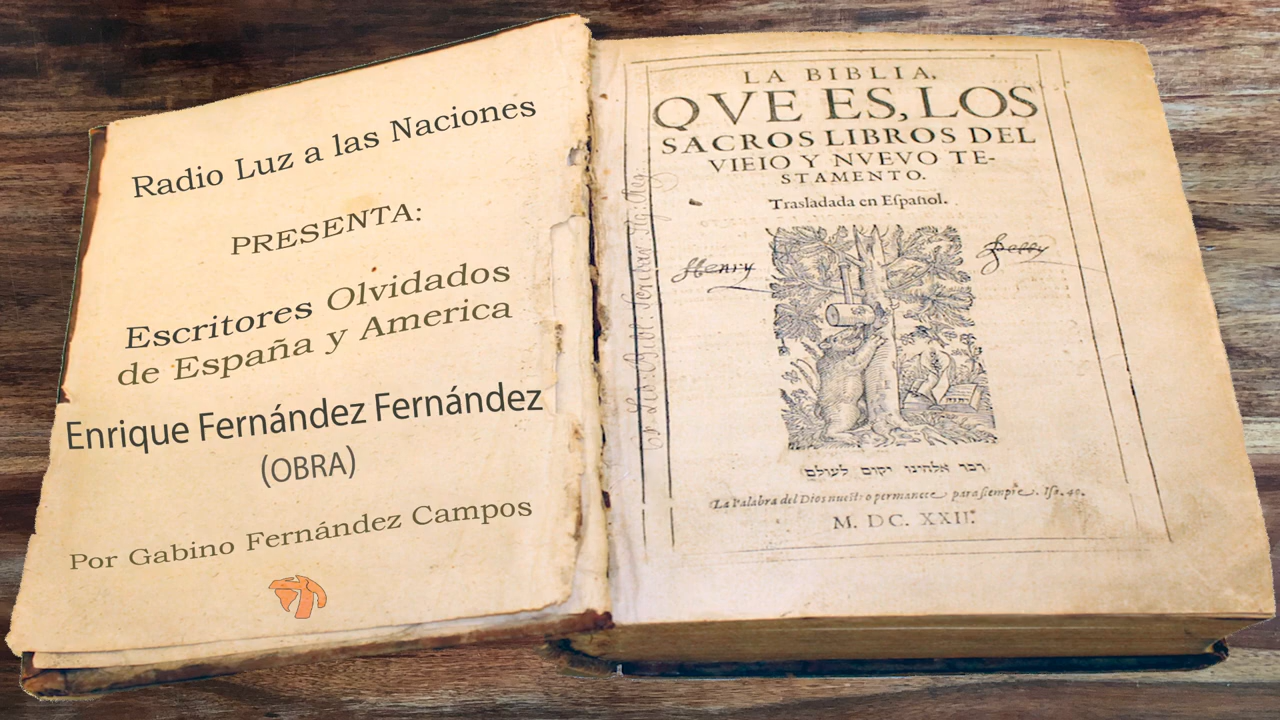 Radio Luz a las Naciones
PRESENTA:
Escritores Olvidados
de España y America
Enrique Fernández Fernández
(OBRA)
Por Gabino Fernández Campos
LA BIBLIA,
QVE ES, LOS
SACROS LIBROS DEL
VIEIO Y NVEVO TE-
STAMENTO.
Trasladada en Eſpañol.
Henry
דבר אלהינו יקום לעולם
La Palabra del Dios nueſtro permanece para ſiempre. Iſa. 40.
M. DC. XXII.